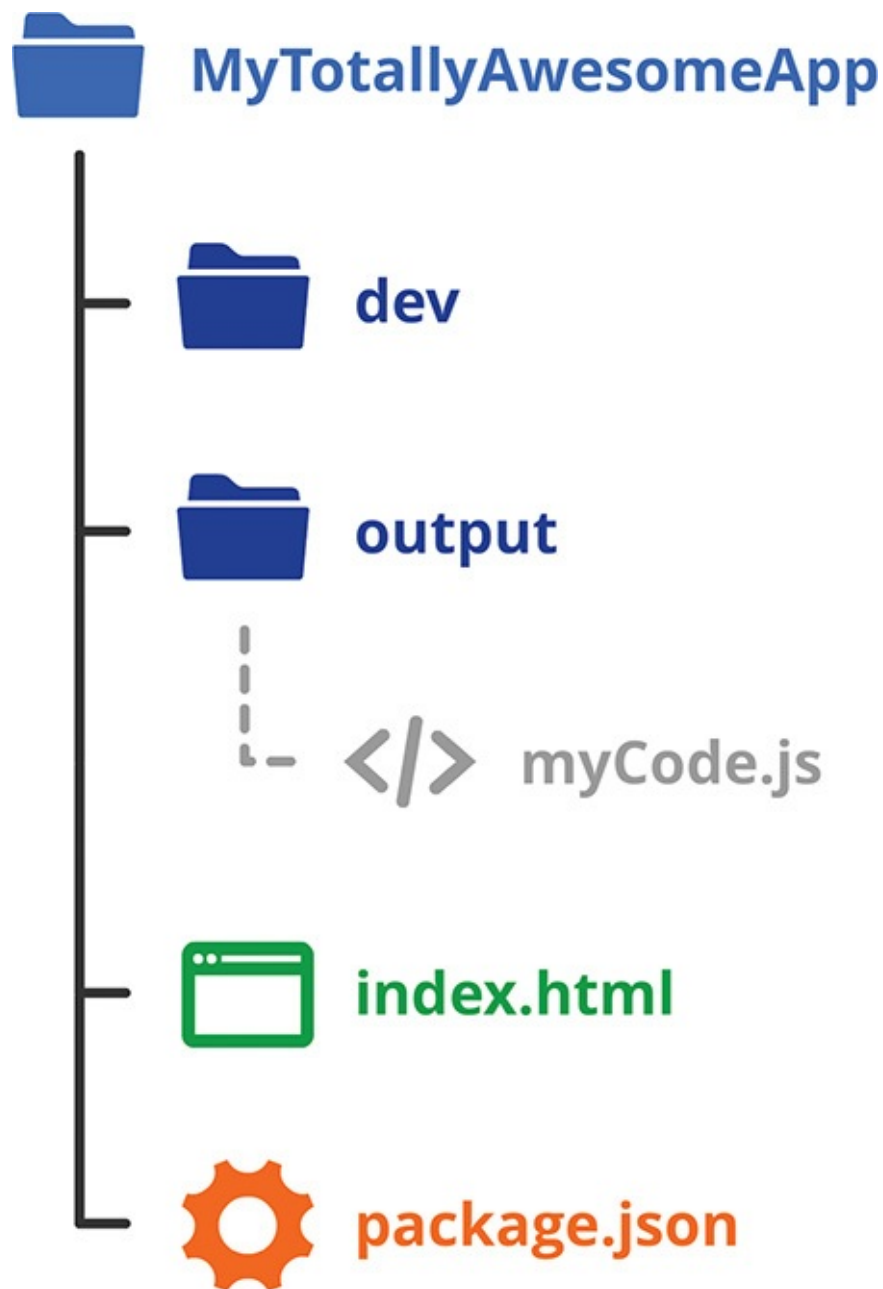 MyTotallyAwesomeApp
dev
output
</> myCode.js
index.html
package.json